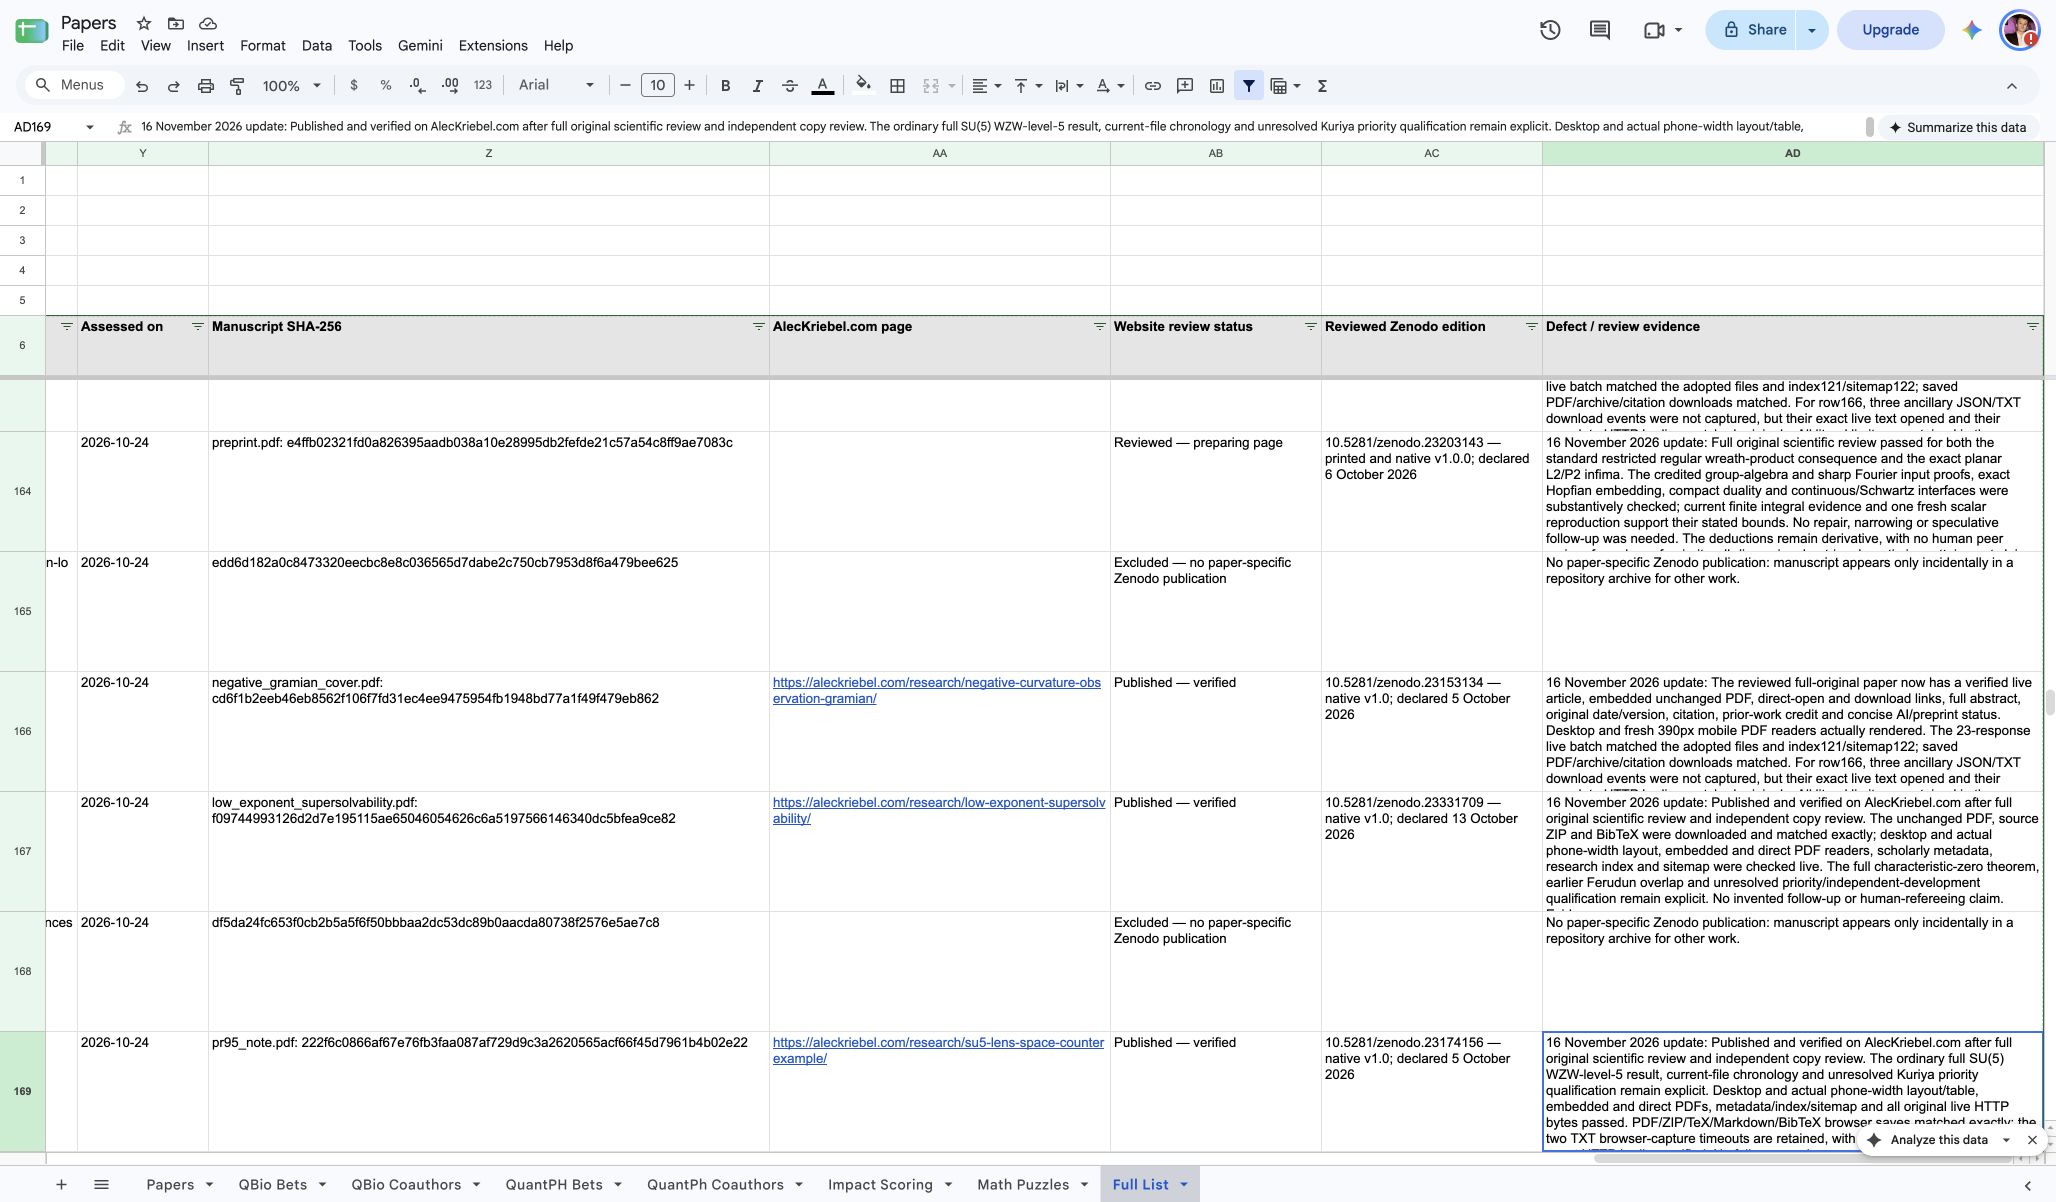 Papers
File Edit View Insert Format Data Tools Gemini Extensions Help
Share
Upgrade
Menus
100%
$ % .0 .00 123
Arial
10
B I A
Σ
AD169
fx 16 November 2026 update: Published and verified on AlecKriebel.com after full original scientific review and independent copy review. The ordinary full SU(5) WZW-level-5 result, current-file chronology and unresolved Kuriya priority qualification remain explicit. Desktop and actual phone-width layout/table,
Summarize this data
Y Z AA AB AC AD
1
2
3
4
5
6
Assessed on
Manuscript SHA-256
AlecKriebel.com page
Website review status
Reviewed Zenodo edition
Defect / review evidence
live batch matched the adopted files and index121/sitemap122; saved
PDF/archive/citation downloads matched. For row166, three ancillary JSON/TXT
download events were not captured, but their exact live text opened and their
164
2026-10-24
preprint.pdf: e4ffb02321fd0a826395aadb038a10e28995db2fefde21c57a54c8ff9ae7083c
Reviewed — preparing page
10.5281/zenodo.23203143 —
printed and native v1.0.0; declared
6 October 2026
16 November 2026 update: Full original scientific review passed for both the
standard restricted regular wreath-product consequence and the exact planar
L2/P2 infima. The credited group-algebra and sharp Fourier input proofs, exact
Hopfian embedding, compact duality and continuous/Schwartz interfaces were
substantively checked; current finite integral evidence and one fresh scalar
reproduction support their stated bounds. No repair, narrowing or speculative
follow-up was needed. The deductions remain derivative, with no human peer
165
n-lo
2026-10-24
edd6d182a0c8473320eecbc8e8c036565d7dabe2c750cb7953d8f6a479bee625
Excluded — no paper-specific
Zenodo publication
No paper-specific Zenodo publication: manuscript appears only incidentally in a
repository archive for other work.
166
2026-10-24
negative_gramian_cover.pdf:
cd6f1b2eeb46eb8562f106f7fd31ec4ee9475954fb1948bd77a1f49f479eb862
https://aleckriebel.com/research/negative-curvature-obs
ervation-gramian/
Published — verified
10.5281/zenodo.23153134 —
native v1.0; declared 5 October
2026
16 November 2026 update: The reviewed full-original paper now has a verified live
article, embedded unchanged PDF, direct-open and download links, full abstract,
original date/version, citation, prior-work credit and concise AI/preprint status.
Desktop and fresh 390px mobile PDF readers actually rendered. The 23-response
live batch matched the adopted files and index121/sitemap122; saved
PDF/archive/citation downloads matched. For row166, three ancillary JSON/TXT
download events were not captured, but their exact live text opened and their
167
2026-10-24
low_exponent_supersolvability.pdf:
f09744993126d2d7e195115ae65046054626c6a5197566146340dc5bfea9ce82
https://aleckriebel.com/research/low-exponent-supersolv
ability/
Published — verified
10.5281/zenodo.23331709 —
native v1.0; declared 13 October
2026
16 November 2026 update: Published and verified on AlecKriebel.com after full
original scientific review and independent copy review. The unchanged PDF, source
ZIP and BibTeX were downloaded and matched exactly; desktop and actual
phone-width layout, embedded and direct PDF readers, scholarly metadata,
research index and sitemap were checked live. The full characteristic-zero theorem,
earlier Ferudun overlap and unresolved priority/independent-development
qualification remain explicit. No invented follow-up or human-refereeing claim.
168
nces
2026-10-24
df5da24fc653f0cb2b5a5f6f50bbbaa2dc53dc89b0aacda80738f2576e5ae7c8
Excluded — no paper-specific
Zenodo publication
No paper-specific Zenodo publication: manuscript appears only incidentally in a
repository archive for other work.
169
2026-10-24
pr95_note.pdf: 222f6c0866af67e76fb3faa087af729d9c3a2620565acf66f45d7961b4b02e22
https://aleckriebel.com/research/su5-lens-space-counter
example/
Published — verified
10.5281/zenodo.23174156 —
native v1.0; declared 5 October
2026
16 November 2026 update: Published and verified on AlecKriebel.com after full
original scientific review and independent copy review. The ordinary full SU(5)
WZW-level-5 result, current-file chronology and unresolved Kuriya priority
qualification remain explicit. Desktop and actual phone-width layout/table,
embedded and direct PDFs, metadata/index/sitemap and all original live HTTP
bytes passed. PDF/ZIP/TeX/Markdown/BibTeX browser saves matched exactly; the
two TXT browser-capture timeouts are retained, with
Analyze this data
Papers QBio Bets QBio Coauthors QuantPH Bets QuantPh Coauthors Impact Scoring Math Puzzles Full List